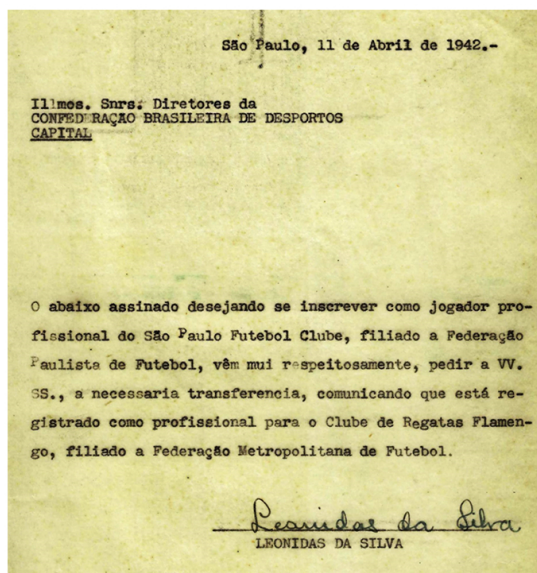 São Paulo, 11 de Abril de 1942.-
Illmos. Snrs. Diretores da
CONFEDERAÇÃO BRASILEIRA DE DESPORTOS
CAPITAL
O abaixo assinado desejando se inscrever como jogador pro-
fissional do São Paulo Futebol Clube, filiado a Federação
Paulista de Futebol, vêm mui respeitosamente, pedir a VV.
SS., a necessaria transferencia, comunicando que está re-
gistrado como profissional para o Clube de Regatas Flamen-
go, filiado a Federação Metropolitana de Futebol.
Leonidas da Silva
LEONIDAS DA SILVA